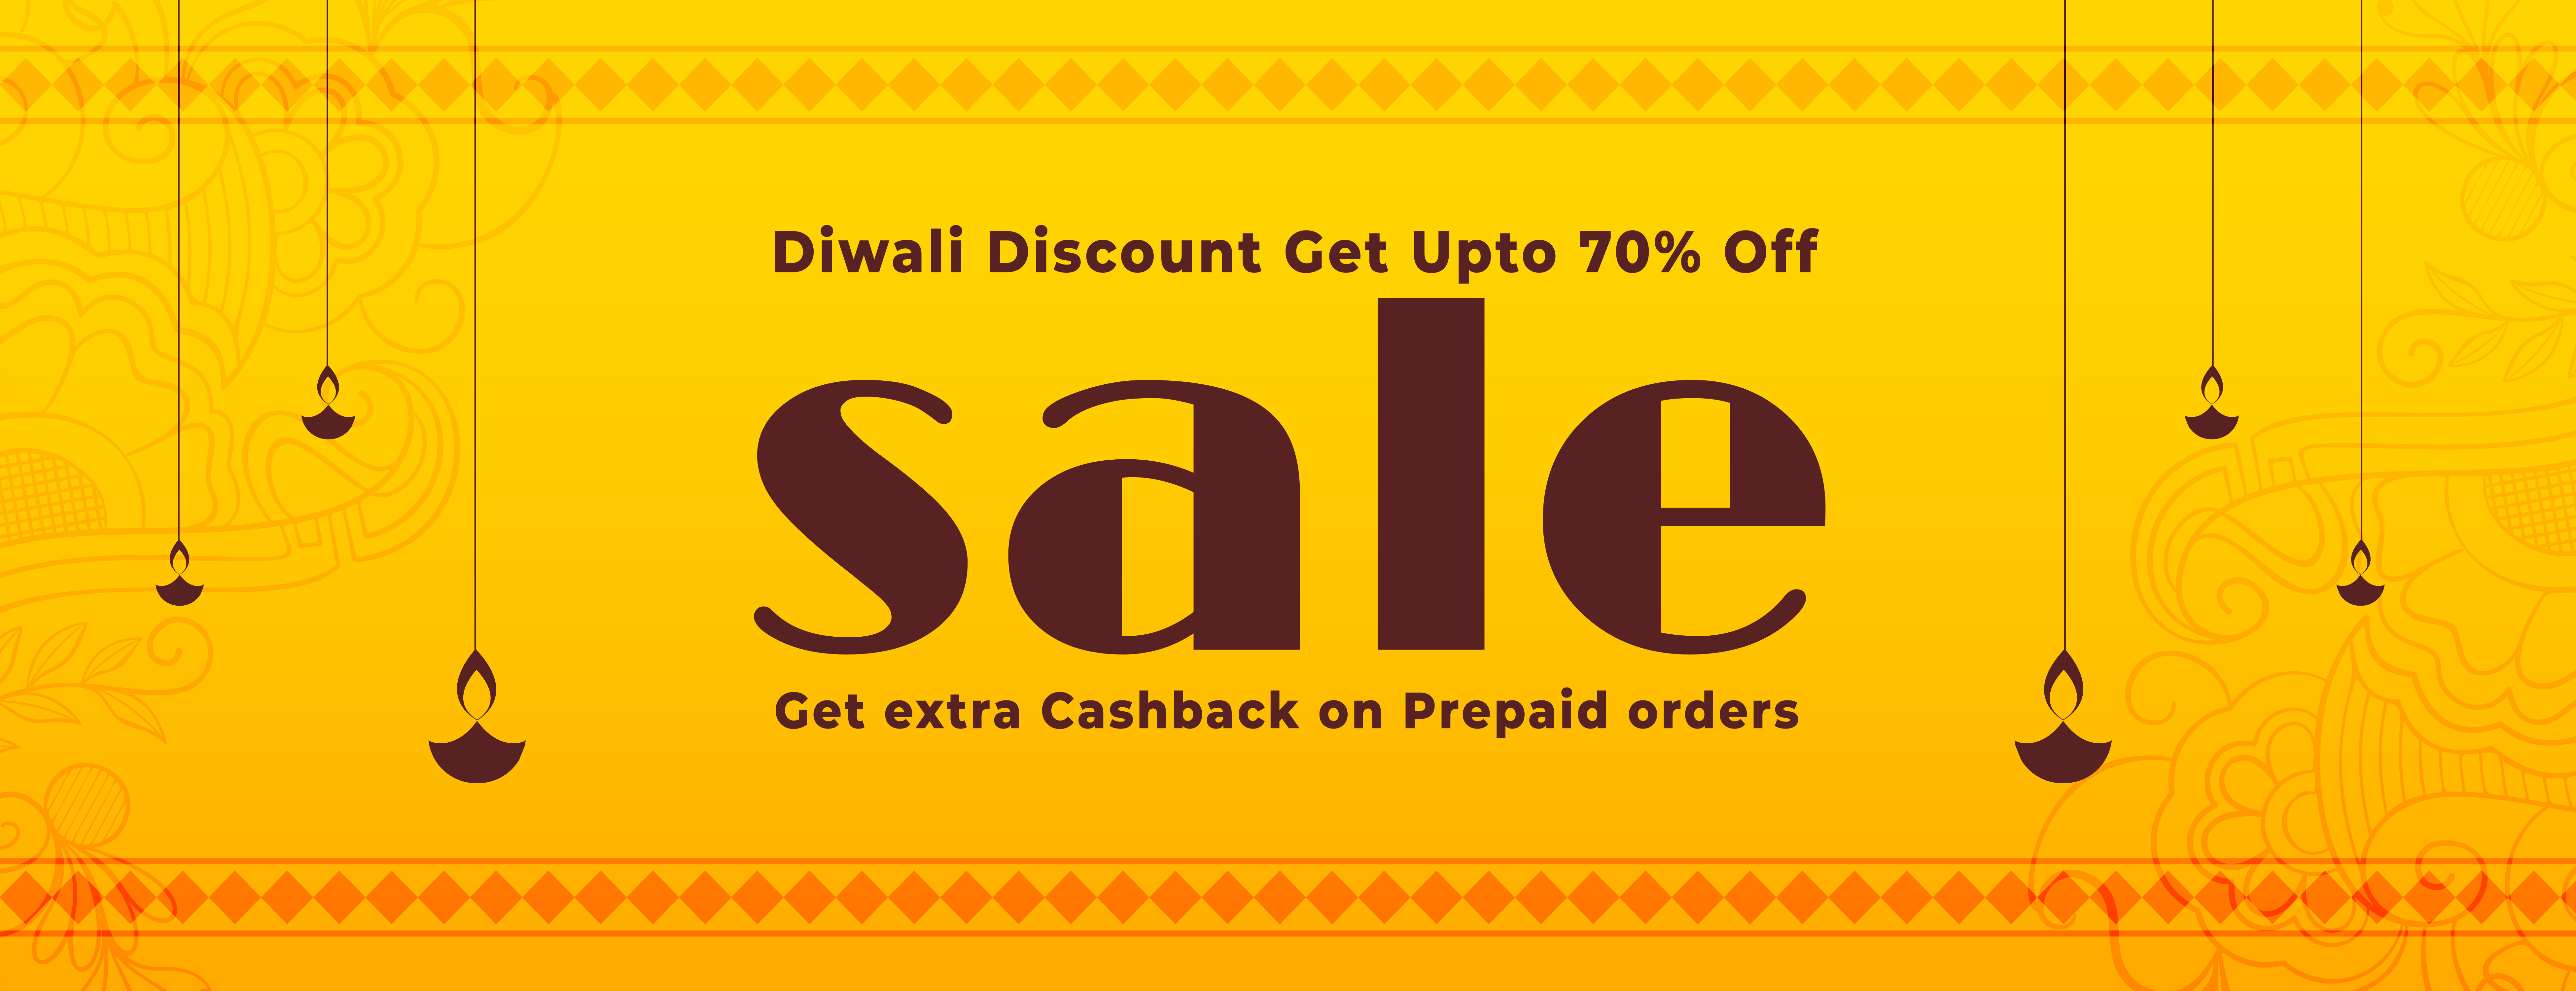 Diwali Discount Get Upto 70% Off
sale
Get extra Cashback on Prepaid orders